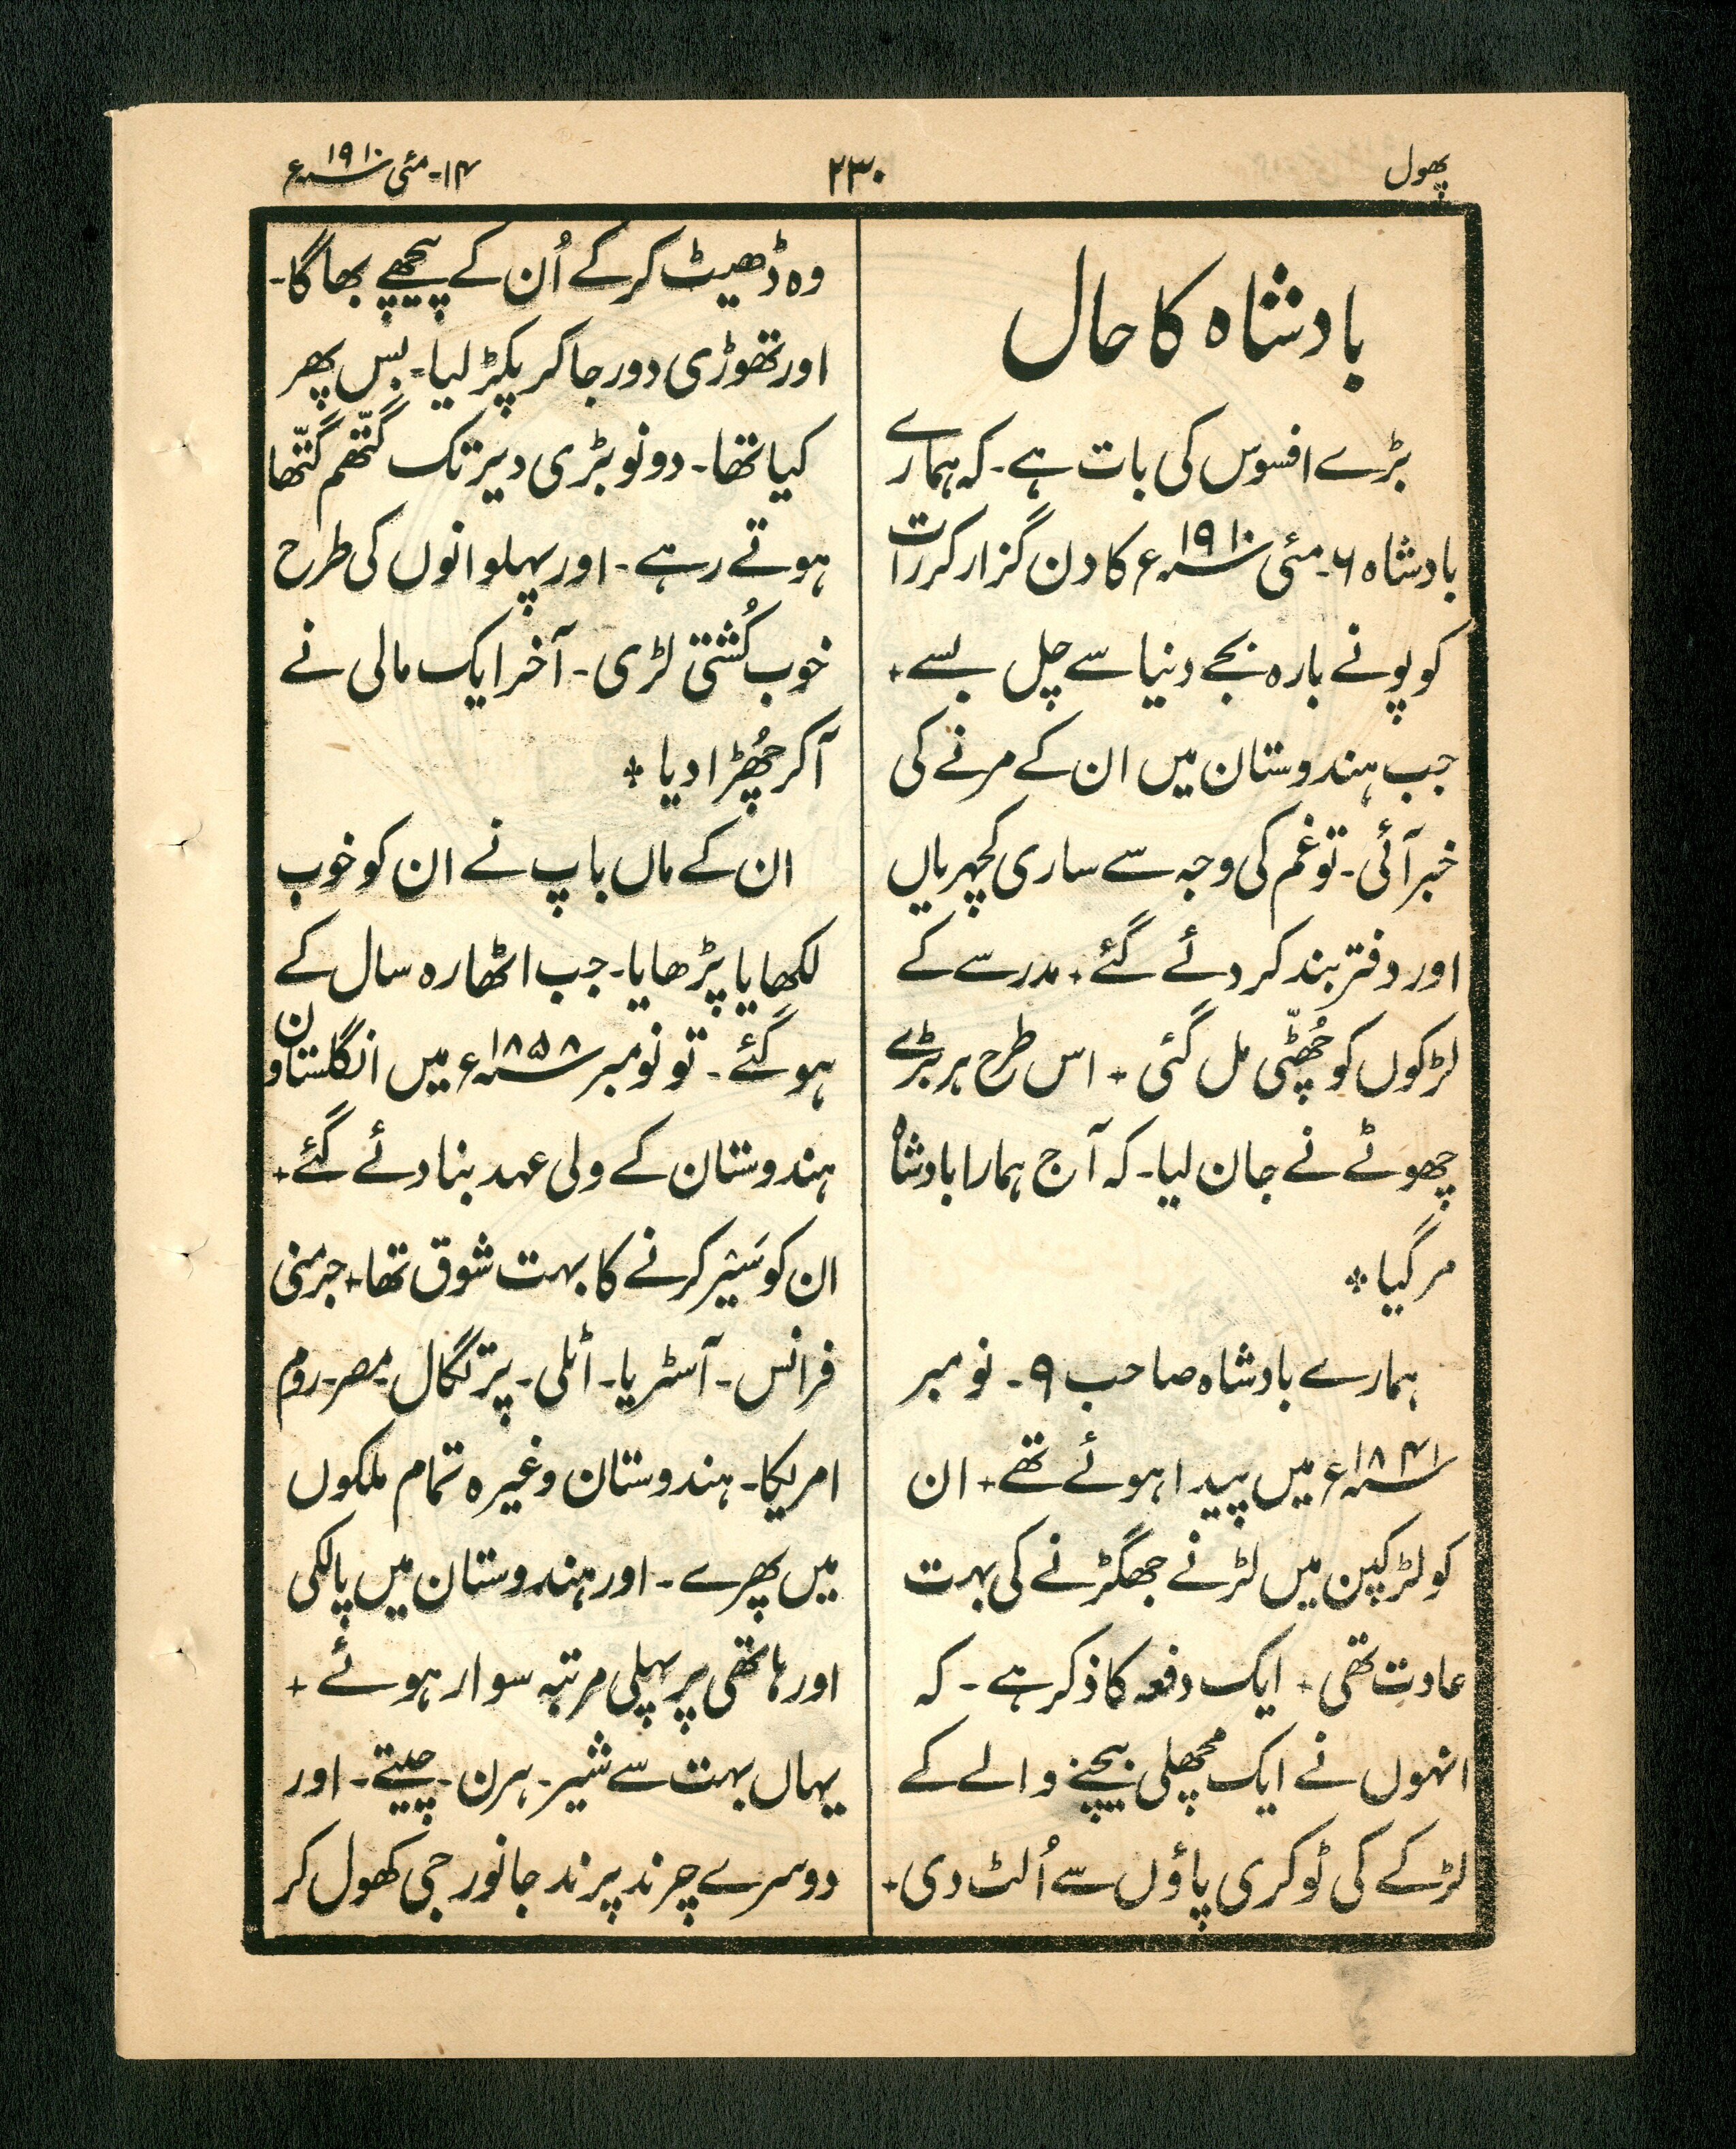 پھول
۲۳۰
۱۴۔مئی ۱۹۱۰ء
بادشاہ کا حال
بڑے افسوس کی بات ہے۔ کہ ہمارے
بادشاہ ۶۔مئی ۱۹۱۰ء کا دن گزار کر رات
کو پونے بارہ بجے دنیا سے چل بسے٭
جب ہندوستان میں ان کے مرنے کی
خبر آئی۔ تو غم کی وجہ سے ساری کچہریاں
اور دفتر بند کر دئے گئے٭ مدرسے کے
لڑکوں کو چُھٹّی مل گئی٭ اس طرح ہر بڑے
چھوٹے نے جان لیا۔ کہ آج ہمارا بادشاہ
مر گیا٭
ہمارے بادشاہ صاحب ۹۔ نومبر
۱۸۴۱ء میں پیدا ہوئے تھے٭ ان
کو لڑکپن میں لڑنے جھگڑنے کی بہت
عادت تھی٭ ایک دفعہ کا ذکر ہے۔ کہ
انہوں نے ایک مچھلی بیچنے والے کے
لڑکے کی ٹوکری پاؤں سے اُلٹ دی٭
وہ ڈھیٹ کر کے اُن کے پیچھے بھاگا۔
اور تھوڑی دور جا کر پکڑ لیا۔ بس پھر
کیا تھا۔ دونو بڑی دیر تک گتّھم گتّھا
ہوتے رہے۔ اور پہلوانوں کی طرح
خوب کُشتی لڑی۔ آخر ایک مالی نے
آ کر چُھڑا دیا٭
ان کے ماں باپ نے ان کو خوب
لکھایا پڑھایا۔ جب اٹھارہ سال کے
ہو گئے۔ تو نومبر ۱۸۵۸ء میں انگلستان و
ہندوستان کے ولی عہد بنا دئے گئے٭
ان کو سَیر کرنے کا بہت شوق تھا٭ جرمنی
فرانس۔ آسٹریا۔ اٹلی۔ پرتگال۔ مصر۔ روم
امریکا۔ ہندوستان وغیرہ تمام ملکوں
میں پھرے۔ اور ہندوستان میں پالکی
اور ہاتھی پر پہلی مرتبہ سوار ہوئے٭
یہاں بہت سے شیر۔ ہرن۔ چیتے۔ اور
دوسرے چرند پرند جانور جی کھول کر